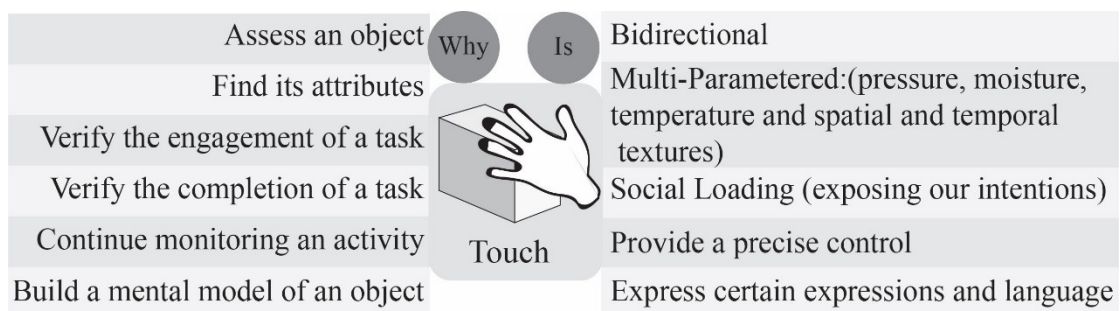 Assess an object
Find its attributes
Verify the engagement of a task
Verify the completion of a task
Continue monitoring an activity
Build a mental model of an object
Why
Is
Touch
Bidirectional
Multi-Parametered:(pressure, moisture,
temperature and spatial and temporal
textures)
Social Loading (exposing our intentions)
Provide a precise control
Express certain expressions and language